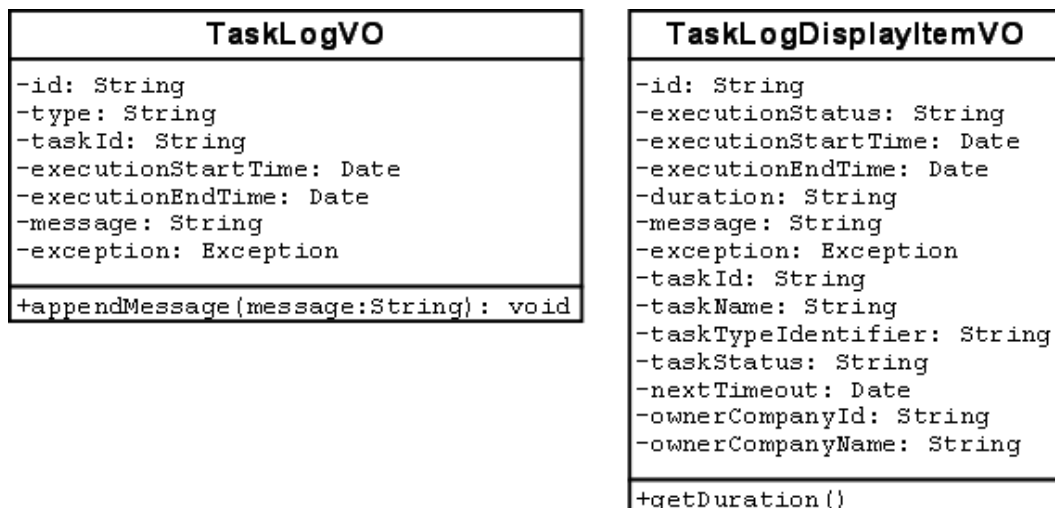 TaskLogVO
-id: String
-type: String
-taskId: String
-executionStartTime: Date
-executionEndTime: Date
-message: String
-exception: Exception
+appendMessage(message:String): void
TaskLogDisplayItemVO
-id: String
-executionStatus: String
-executionStartTime: Date
-executionEndTime: Date
-duration: String
-message: String
-exception: Exception
-taskId: String
-taskName: String
-taskTypeIdentifier: String
-taskStatus: String
-nextTimeout: Date
-ownerCompanyId: String
-ownerCompanyName: String
+getDuration()